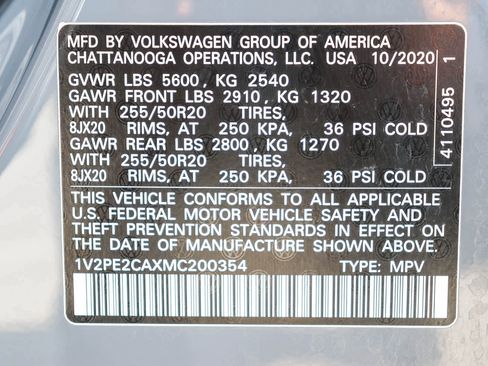 MFD BY VOLKSWAGEN GROUP OF AMERICA
CHATTANOOGA OPERATIONS, LLC. USA 10/2020
GVWR LBS 5600, KG 2540
GAWR FRONT LBS 2910, KG 1320
WITH 255/50R20 TIRES,
8JX20 RIMS, AT 250 KPA, 36 PSI COLD
GAWR REAR LBS 2800, KG 1270
WITH 255/50R20 TIRES,
8JX20 RIMS, AT 250 KPA, 36 PSI COLD
THIS VEHICLE CONFORMS TO ALL APPLICABLE
U.S. FEDERAL MOTOR VEHICLE SAFETY AND
THEFT PREVENTION STANDARDS IN EFFECT ON
THE DATE OF MANUFACTURE SHOWN ABOVE.
1V2PE2CAXMC200354 TYPE: MPV
4110495 1